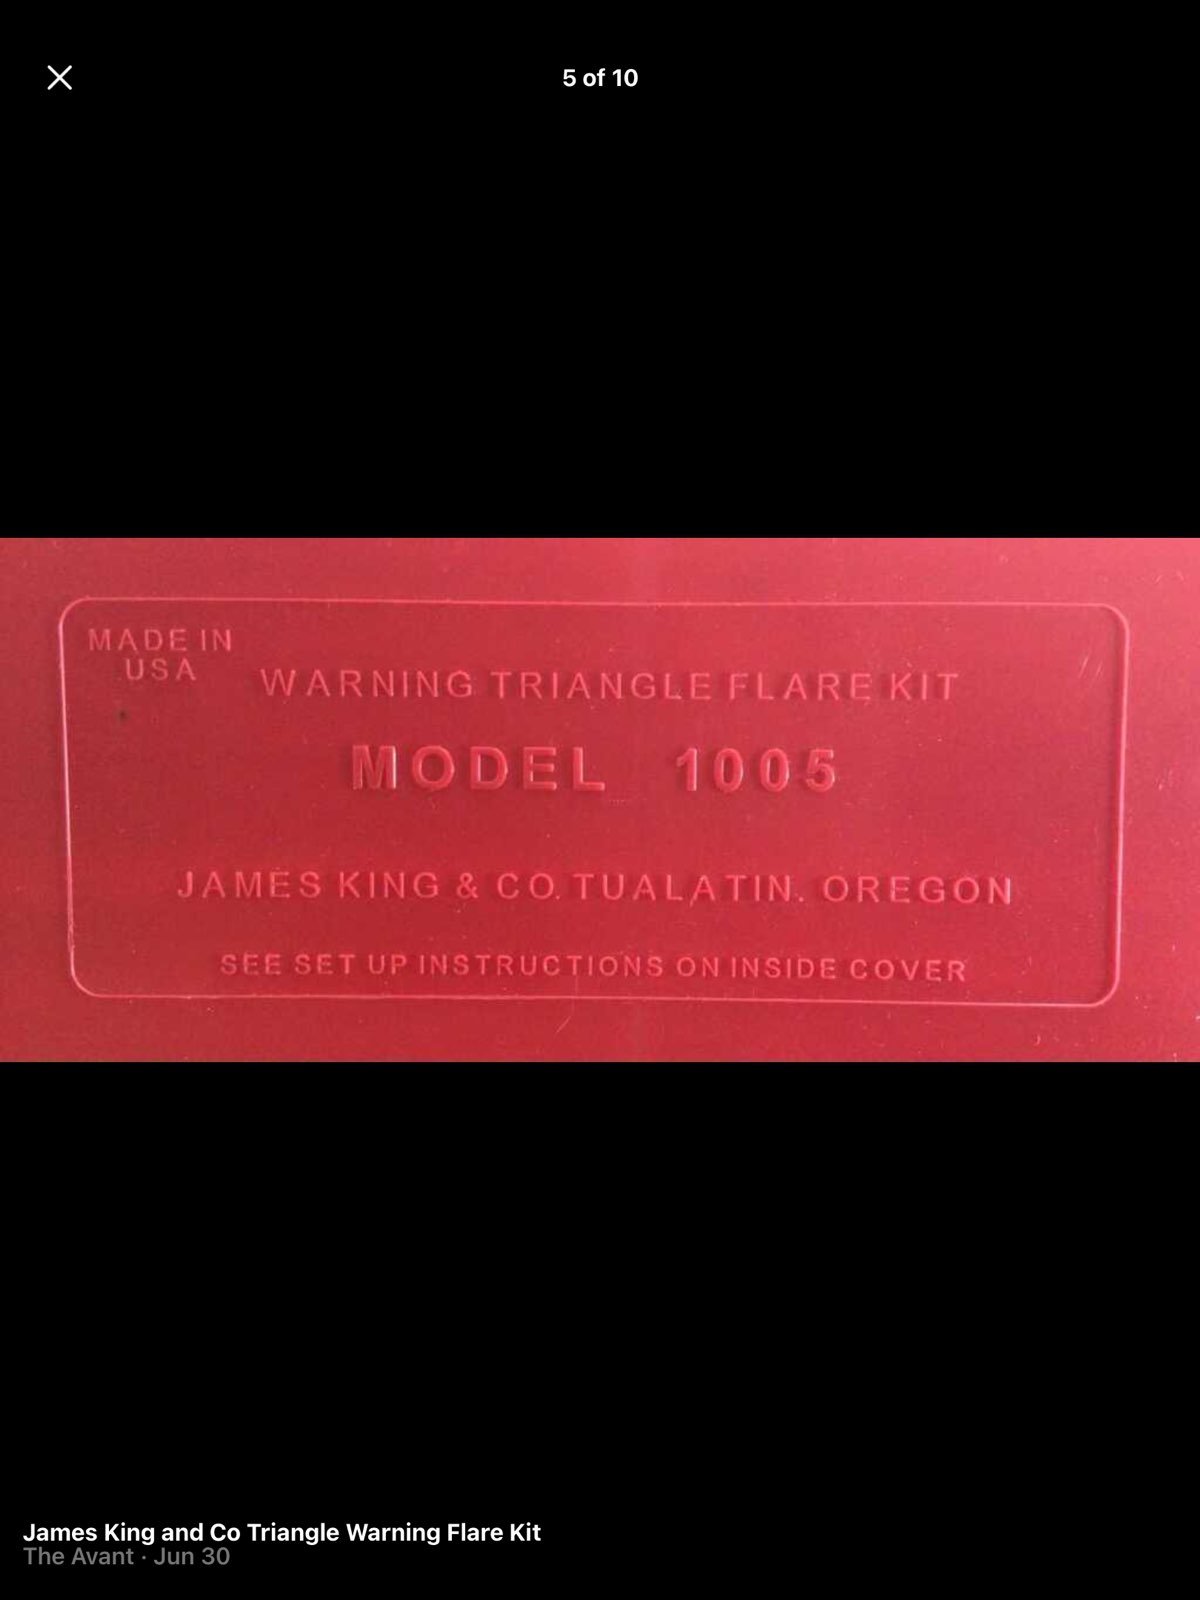 5 of 10
MADE IN
USA
WARNING TRIANGLE FLARE KIT
MODEL 1005
JAMES KING & CO. TUALATIN. OREGON
SEE SET UP INSTRUCTIONS ON INSIDE COVER
James King and Co Triangle Warning Flare Kit
The Avant · Jun 30